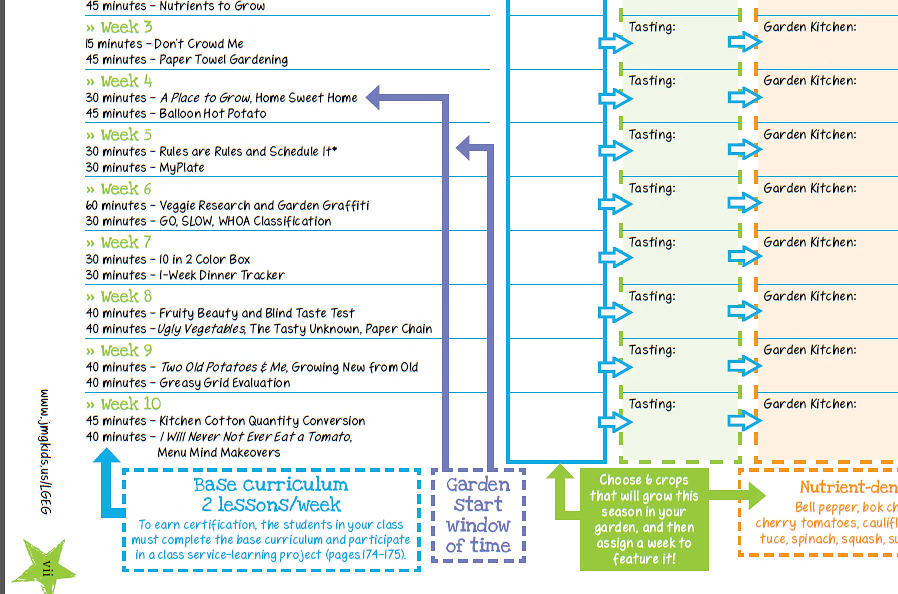 45 minutes – Nutrients to Grow
» Week 3
15 minutes – Don't Crowd Me
45 minutes – Paper Towel Gardening
» Week 4
30 minutes – A Place to Grow, Home Sweet Home
45 minutes – Balloon Hot Potato
» Week 5
30 minutes – Rules are Rules and Schedule It*
30 minutes – MyPlate
» Week 6
60 minutes – Veggie Research and Garden Graffiti
30 minutes – GO, SLOW, WHOA Classification
» Week 7
30 minutes – 10 in 2 Color Box
30 minutes – 1-Week Dinner Tracker
» Week 8
40 minutes – Fruity Beauty and Blind Taste Test
40 minutes – Ugly Vegetables, The Tasty Unknown, Paper Chain
» Week 9
40 minutes – Two Old Potatoes & Me, Growing New from Old
40 minutes – Greasy Grid Evaluation
» Week 10
45 minutes – Kitchen Cotton Quantity Conversion
40 minutes – I Will Never Not Ever Eat a Tomato,
Menu Mind Makeovers
Tasting:
Tasting:
Tasting:
Tasting:
Tasting:
Tasting:
Tasting:
Tasting:
Garden Kitchen:
Garden Kitchen:
Garden Kitchen:
Garden Kitchen:
Garden Kitchen:
Garden Kitchen:
Garden Kitchen:
Garden Kitchen:
Base curriculum
2 lessons/week
To earn certification, the students in your class
must complete the base curriculum and participate
in a class service-learning project (pages 174-175).
Garden
start
window
of time
Choose 6 crops
that will grow this
season in your
garden, and then
assign a week to
feature it!
Nutrient-den
Bell pepper, bok ch
cherry tomatoes, caulifl
tuce, spinach, squash, su
www.jmgkids.us/LGEG
vii